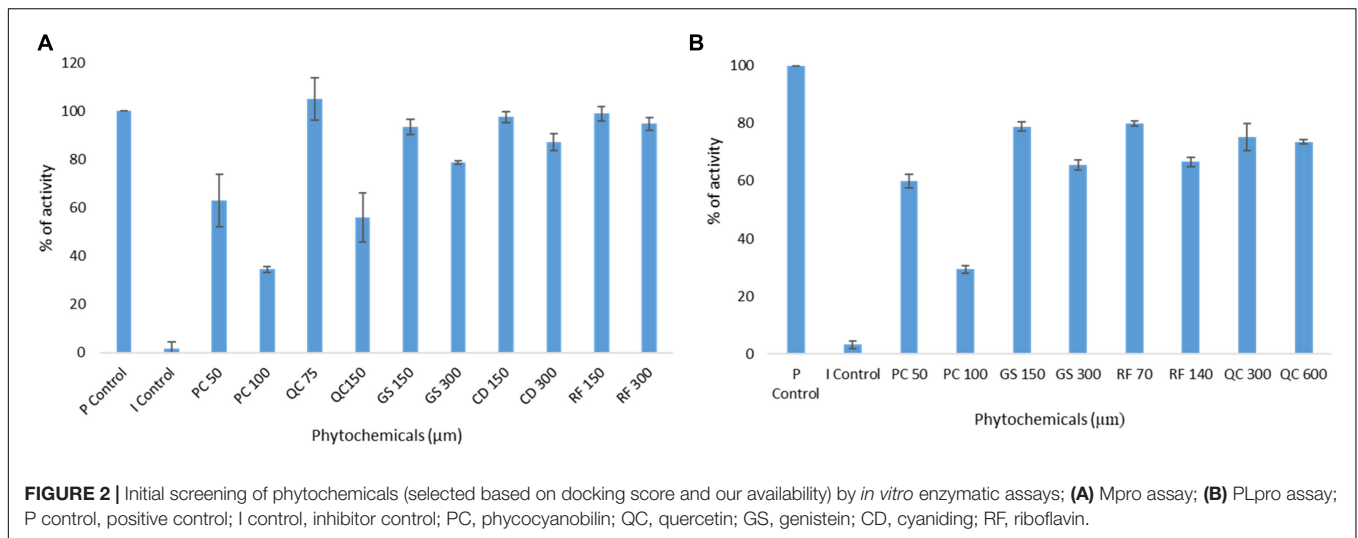 A
120
100
80
60
40
20
0
% of activity
P Control
I Control
PC 50
PC 100
QC 75
QC150
GS 150
GS 300
CD 150
CD 300
RF 150
RF 300
Phytochemicals (µm)
B
100
80
60
40
20
0
% of activity
P Control
I Control
PC 50
PC 100
GS 150
GS 300
RF 70
RF 140
QC 300
QC 600
Phytochemicals (µm)
FIGURE 2 | Initial screening of phytochemicals (selected based on docking score and our availability) by in vitro enzymatic assays; (A) Mpro assay; (B) PLpro assay;
P control, positive control; I control, inhibitor control; PC, phycocyanobilin; QC, quercetin; GS, genistein; CD, cyaniding; RF, riboflavin.